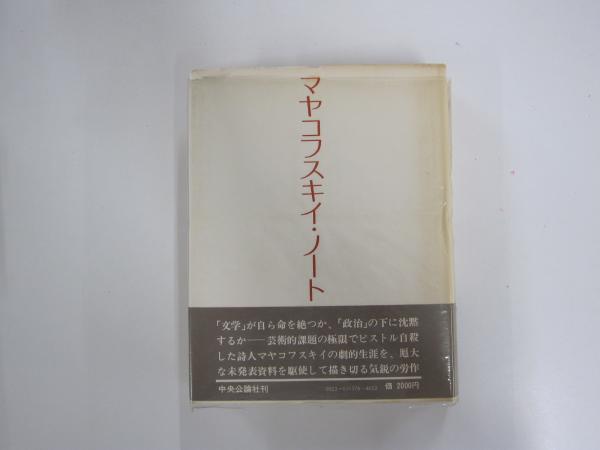 マヤコフスキイ・ノート
「文学」が自ら命を絶つか、「政治」の下に沈黙
するか——芸術的課題の極限でピストル自殺
した詩人マヤコフスキイの劇的生涯を、厖大
な未発表資料を駆使して描き切る気鋭の労作
中央公論社刊
価 2000円